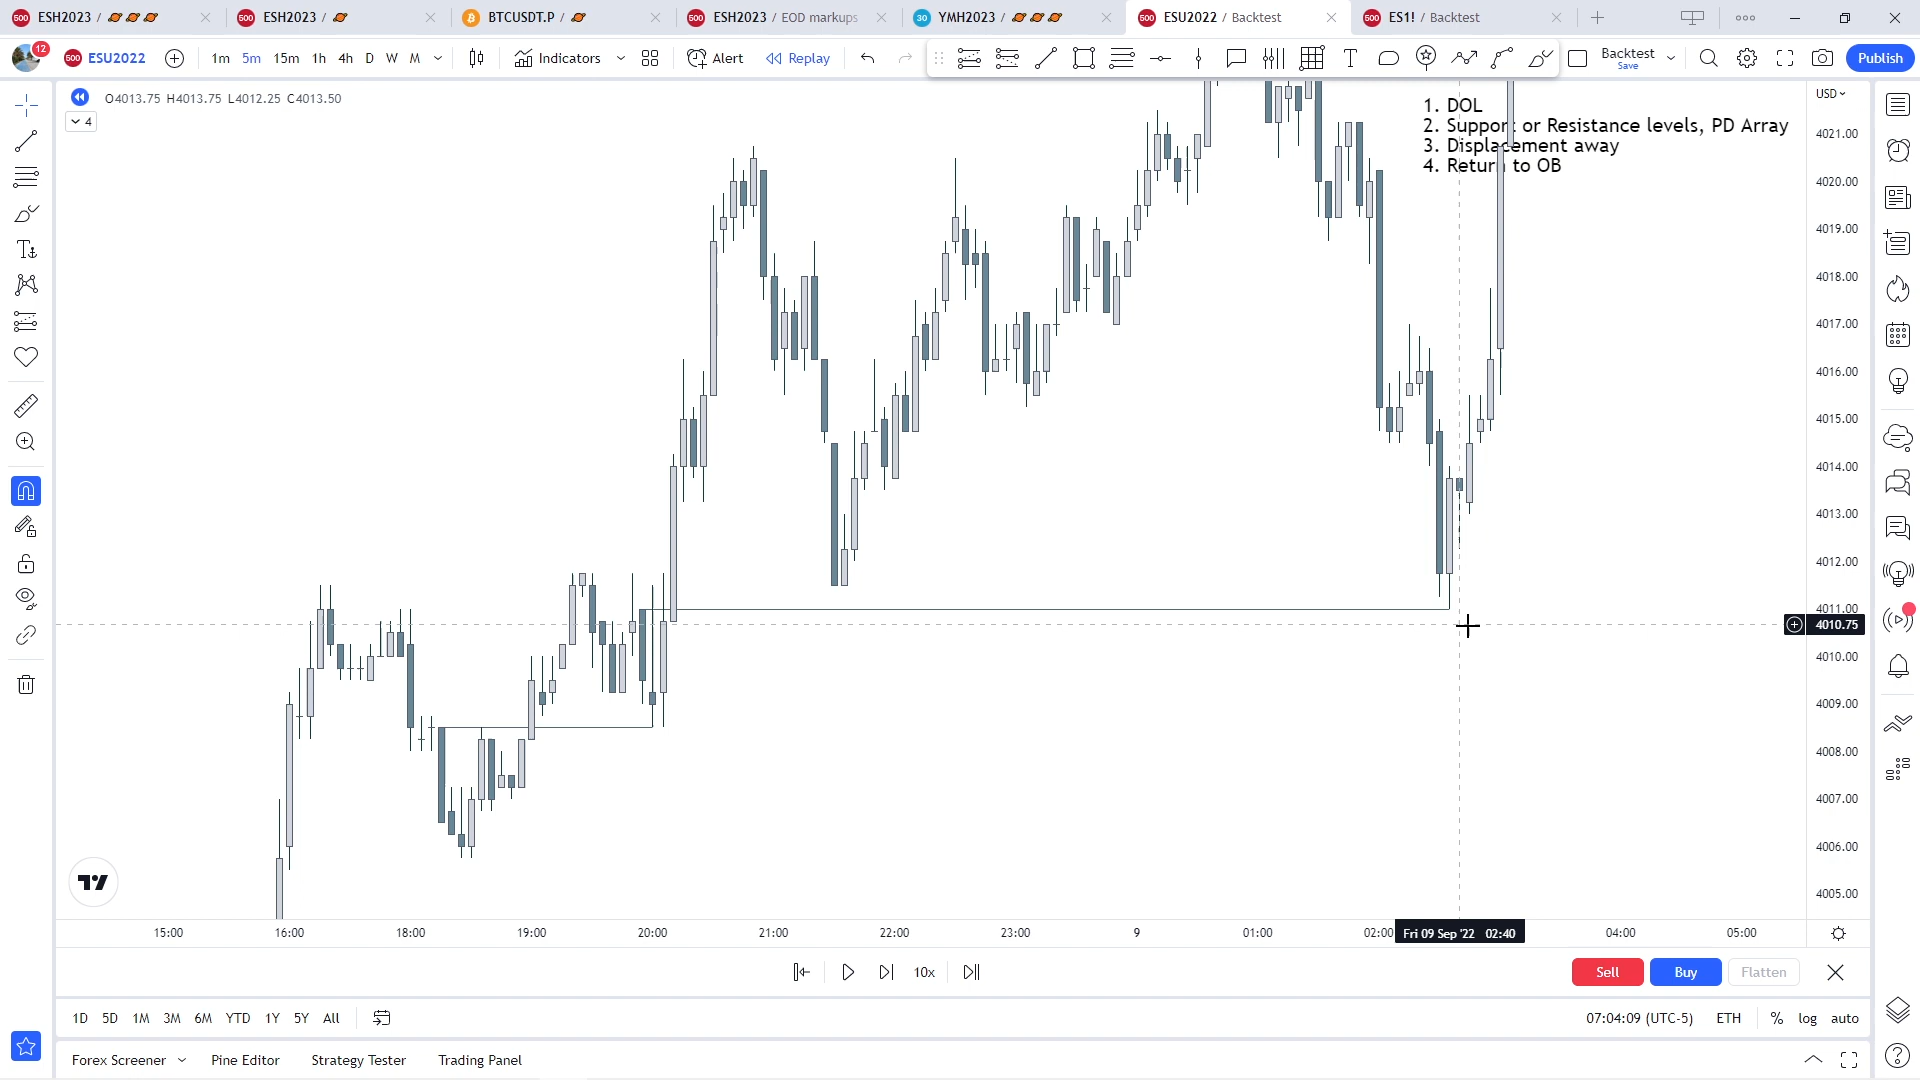 ESH2023 /
ESH2023 /
BTCUSDT.P /
ESH2023 / EOD markups
YMH2023 /
ESU2022 / Backtest
ES1! / Backtest
12
ESU2022
1m 5m 15m 1h 4h D W M
Indicators
Alert
Replay
Backtest
Save
Publish
O4013.75 H4013.75 L4012.25 C4013.50
4
1. DOL
2. Support or Resistance levels, PD Array
3. Displacement away
4. Return to OB
USD
4021.00
4020.00
4019.00
4018.00
4017.00
4016.00
4015.00
4014.00
4013.00
4012.00
4011.00
4010.75
4010.00
4009.00
4008.00
4007.00
4006.00
4005.00
15:00 16:00 18:00 19:00 20:00 21:00 22:00 23:00 9 01:00 02:00 Fri 09 Sep '22 02:40 04:00 05:00
10x
Sell Buy Flatten
1D 5D 1M 3M 6M YTD 1Y 5Y All
07:04:09 (UTC-5) ETH % log auto
Forex Screener Pine Editor Strategy Tester Trading Panel